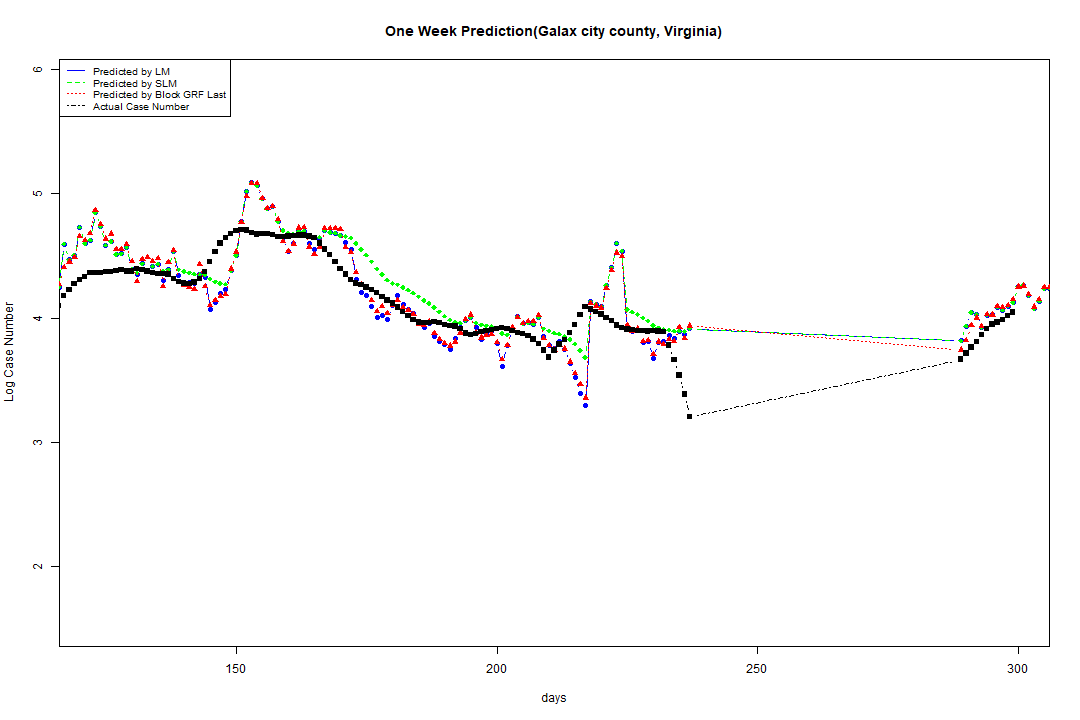 One Week Prediction(Galax city county, Virginia)
Predicted by LM
Predicted by SLM
Predicted by Block GRF Last
Actual Case Number
6
5
4
3
2
Log Case Number
150
200
250
300
days